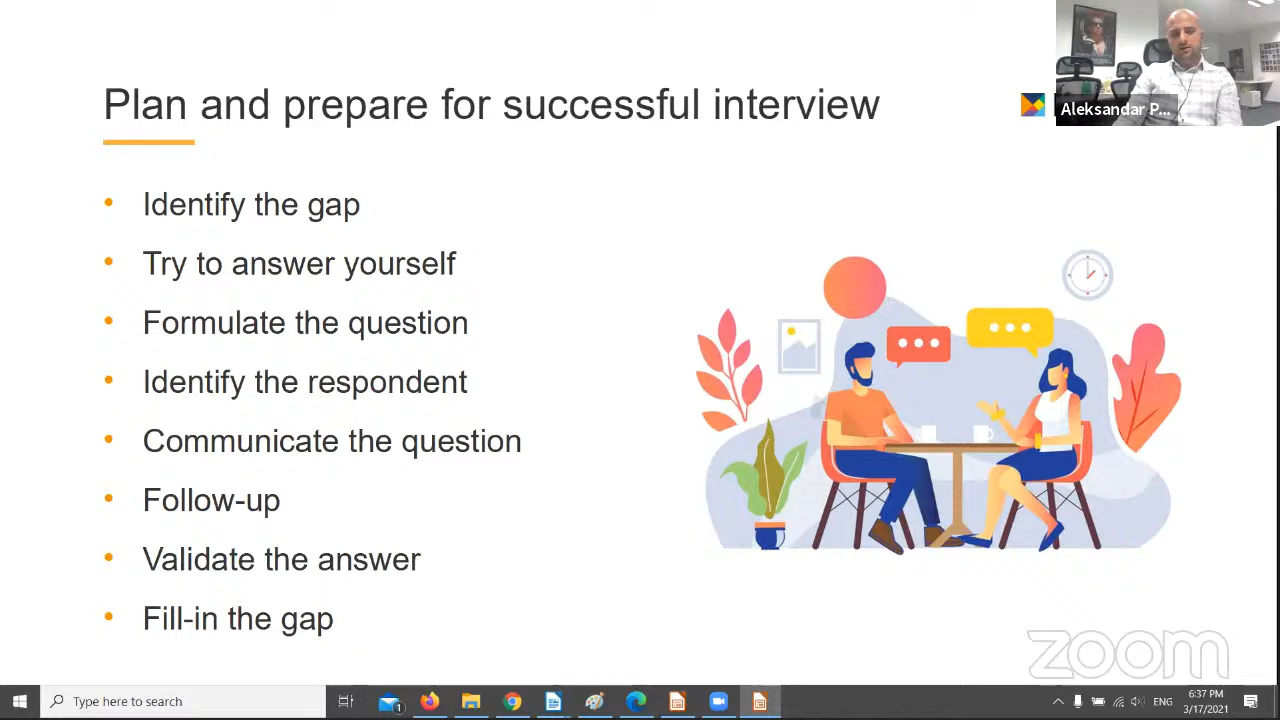 Plan and prepare for successful interview
Aleksandar P...
• Identify the gap
• Try to answer yourself
• Formulate the question
• Identify the respondent
• Communicate the question
• Follow-up
• Validate the answer
• Fill-in the gap
zoom
Type here to search
1
ENG
6:37 PM
3/17/2021